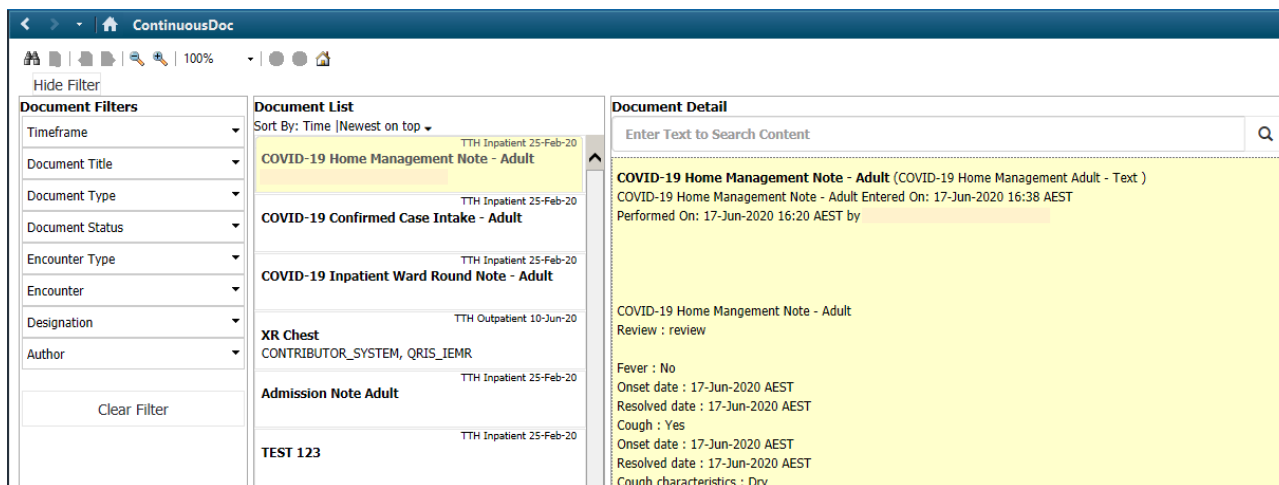 ContinuousDoc
100%
Hide Filter
Document Filters
Timeframe
Document Title
Document Type
Document Status
Encounter Type
Encounter
Designation
Author
Clear Filter
Document List
Sort By: Time |Newest on top
TTH Inpatient 25-Feb-20
COVID-19 Home Management Note - Adult
TTH Inpatient 25-Feb-20
COVID-19 Confirmed Case Intake - Adult
TTH Inpatient 25-Feb-20
COVID-19 Inpatient Ward Round Note - Adult
TTH Outpatient 10-Jun-20
XR Chest
CONTRIBUTOR_SYSTEM, QRIS_IEMR
TTH Inpatient 25-Feb-20
Admission Note Adult
TTH Inpatient 25-Feb-20
TEST 123
Document Detail
Enter Text to Search Content
COVID-19 Home Management Note - Adult (COVID-19 Home Management Adult - Text )
COVID-19 Home Management Note - Adult Entered On: 17-Jun-2020 16:38 AEST
Performed On: 17-Jun-2020 16:20 AEST by
COVID-19 Home Mangement Note - Adult
Review : review
Fever : No
Onset date : 17-Jun-2020 AEST
Resolved date : 17-Jun-2020 AEST
Cough : Yes
Onset date : 17-Jun-2020 AEST
Resolved date : 17-Jun-2020 AEST
Cough characteristics : Dry